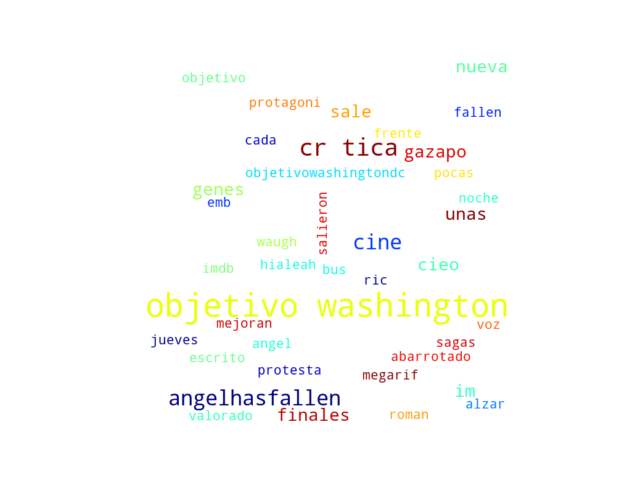 nueva
objetivo
protagoni
sale
fallen
frente
cada
cr tica
gazapo
objetivowashingtondc
pocas
genes
emb
noche
salieron
unas
waugh
cine
imdb
hialeah
bus
cieo
ric
objetivo washington
mejoran
voz
jueves
angel
sagas
escrito
abarrotado
protesta
megarif
im
angelhasfallen
alzar
valorado
finales
roman